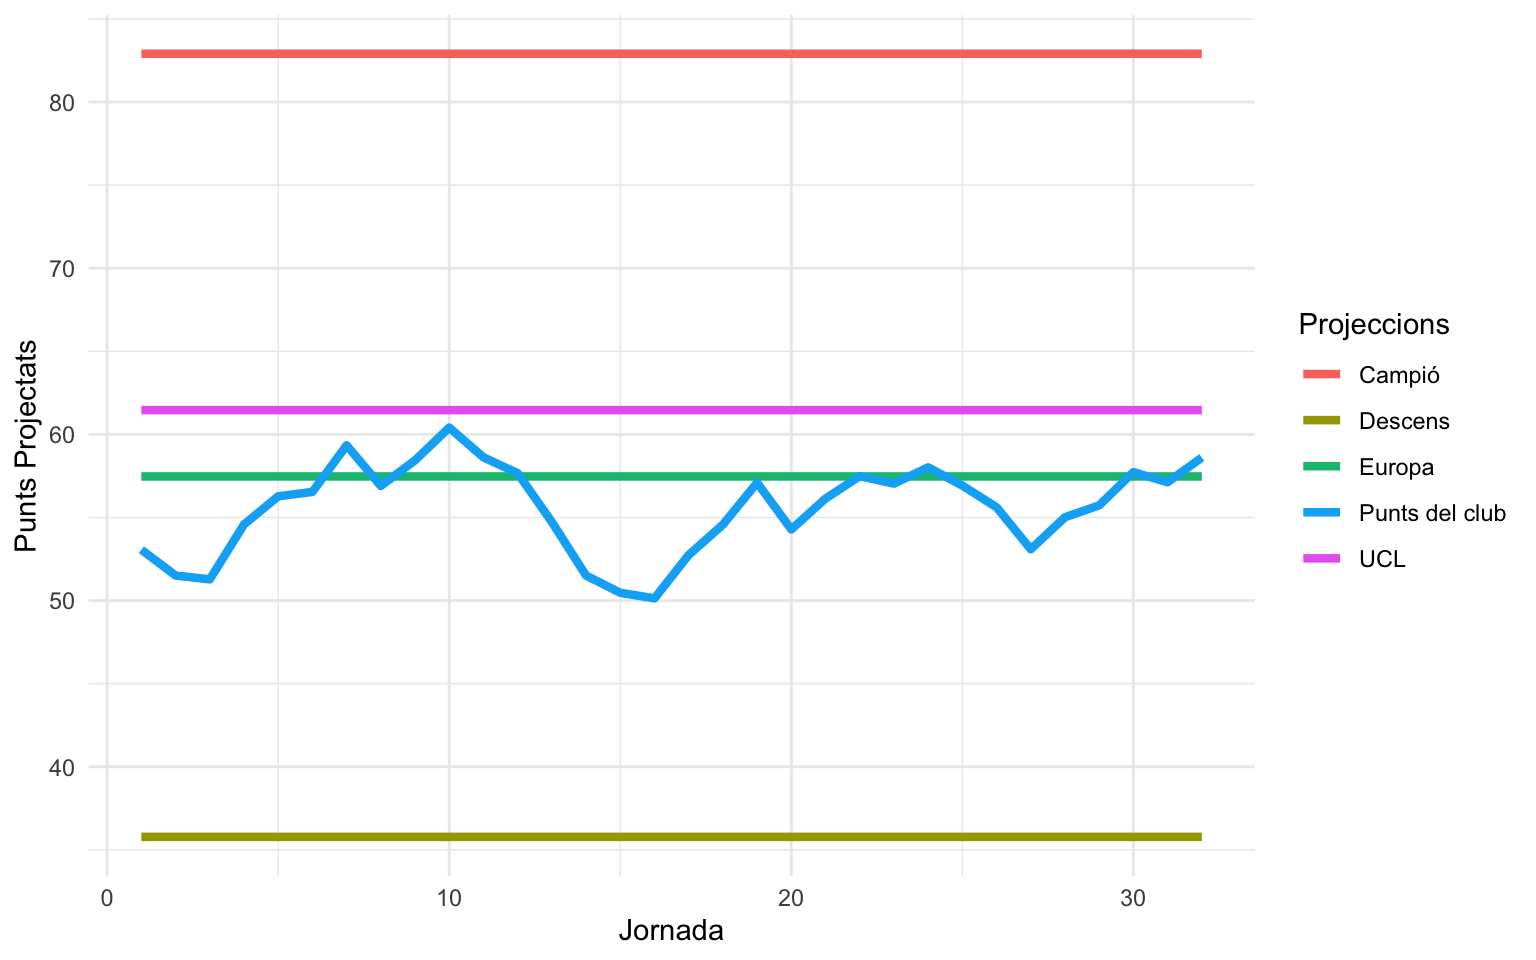 80
70
60
50
40
Punts Projectats
0 10 20 30
Jornada
Projeccions
Campió
Descens
Europa
Punts del club
UCL